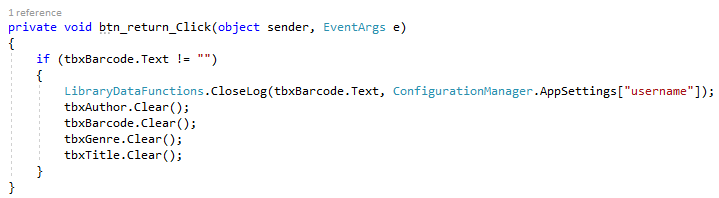 1 reference
private void btn_return_Click(object sender, EventArgs e)
{
if (tbxBarcode.Text != "")
{
LibraryDataFunctions.CloseLog(tbxBarcode.Text, ConfigurationManager.AppSettings["username"]);
tbxAuthor.Clear();
tbxBarcode.Clear();
tbxGenre.Clear();
tbxTitle.Clear();
}
}